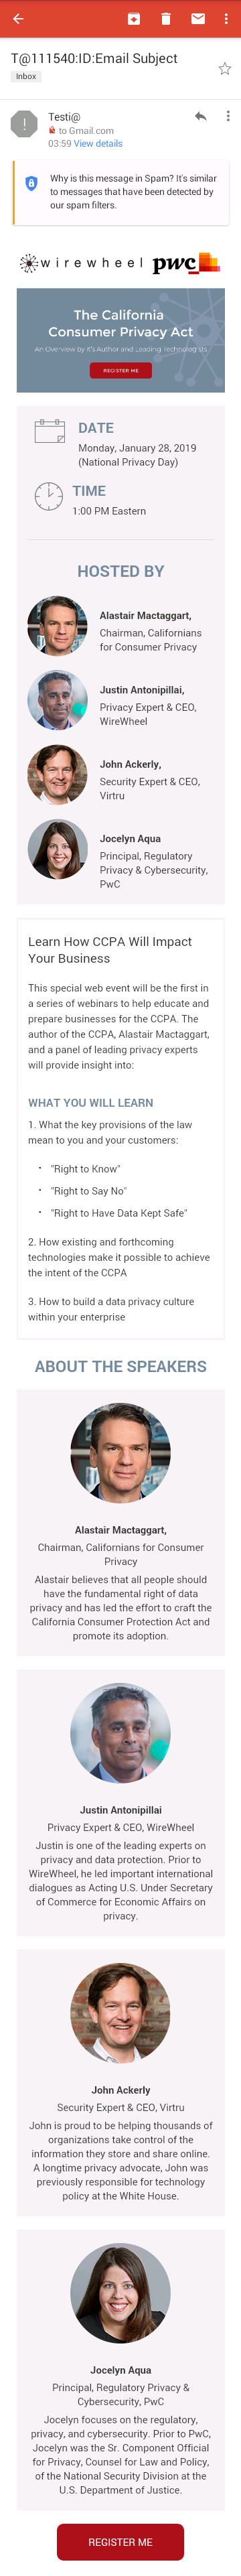 T@111540:ID:Email Subject
Inbox
Testi@
to Gmail.com
03:59 View details
Why is this message in Spam? It's similar
to messages that have been detected by
our spam filters.
wirewheel pwc
The California
Consumer Privacy Act
An Overview by it's Author and Leading Technologists
REGISTER ME
DATE
Monday, January 28, 2019
(National Privacy Day)
TIME
1:00 PM Eastern
HOSTED BY
Alastair Mactaggart,
Chairman, Californians
for Consumer Privacy
Justin Antonipillai,
Privacy Expert & CEO,
WireWheel
John Ackerly,
Security Expert & CEO,
Virtru
Jocelyn Aqua
Principal, Regulatory
Privacy & Cybersecurity,
PwC
Learn How CCPA Will Impact
Your Business
This special web event will be the first in
a series of webinars to help educate and
prepare businesses for the CCPA. The
author of the CCPA, Alastair Mactaggart,
and a panel of leading privacy experts
will provide insight into:
WHAT YOU WILL LEARN
1. What the key provisions of the law
mean to you and your customers:
• "Right to Know"
• "Right to Say No"
• "Right to Have Data Kept Safe"
2. How existing and forthcoming
technologies make it possible to achieve
the intent of the CCPA
3. How to build a data privacy culture
within your enterprise
ABOUT THE SPEAKERS
Alastair Mactaggart,
Chairman, Californians for Consumer
Privacy
Alastair believes that all people should
have the fundamental right of data
privacy and has led the effort to craft the
California Consumer Protection Act and
promote its adoption.
Justin Antonipillai
Privacy Expert & CEO, WireWheel
Justin is one of the leading experts on
privacy and data protection. Prior to
WireWheel, he led important international
dialogues as Acting U.S. Under Secretary
of Commerce for Economic Affairs on
privacy.
John Ackerly
Security Expert & CEO, Virtru
John is proud to be helping thousands of
organizations take control of the
information they store and share online.
A longtime privacy advocate, John was
previously responsible for technology
policy at the White House.
Jocelyn Aqua
Principal, Regulatory Privacy &
Cybersecurity, PwC
Jocelyn focuses on the regulatory,
privacy, and cybersecurity. Prior to PwC,
Jocelyn was the Sr. Component Official
for Privacy, Counsel for Law and Policy,
of the National Security Division at the
U.S. Department of Justice.
REGISTER ME